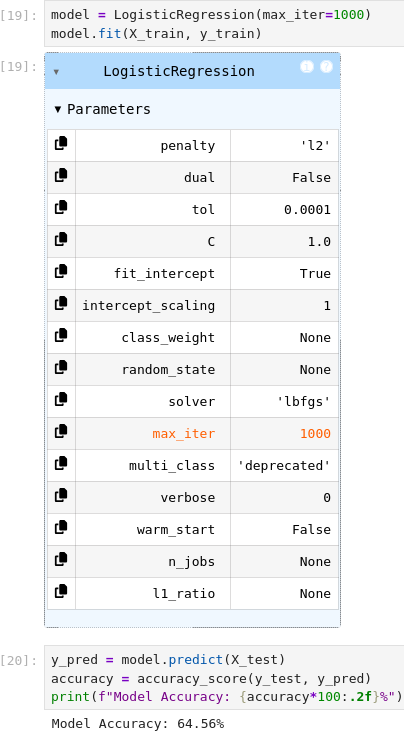 [19]: model = LogisticRegression(max_iter=1000)
model.fit(X_train, y_train)
[19]: ▾ LogisticRegression i ?
▼ Parameters
penalty 'l2'
dual False
tol 0.0001
C 1.0
fit_intercept True
intercept_scaling 1
class_weight None
random_state None
solver 'lbfgs'
max_iter 1000
multi_class 'deprecated'
verbose 0
warm_start False
n_jobs None
l1_ratio None
[20]: y_pred = model.predict(X_test)
accuracy = accuracy_score(y_test, y_pred)
print(f"Model Accuracy: {accuracy*100:.2f}%")
Model Accuracy: 64.56%